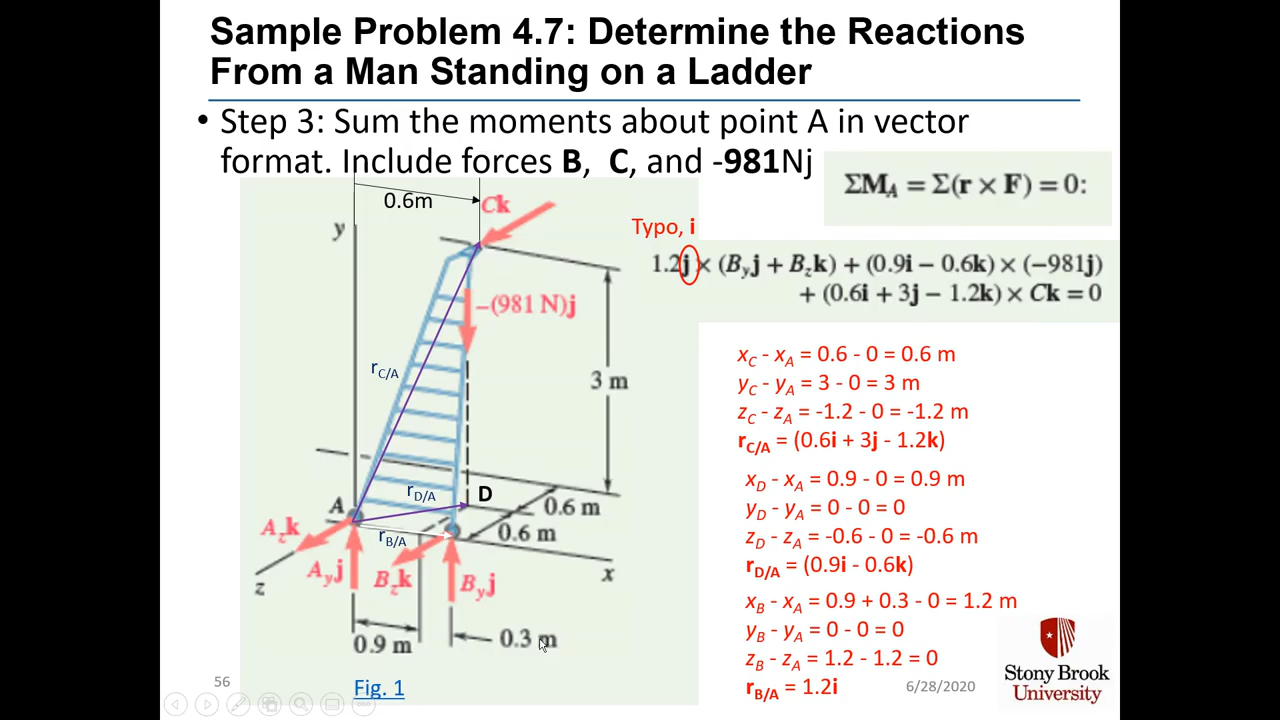 Sample Problem 4.7: Determine the Reactions
From a Man Standing on a Ladder
• Step 3: Sum the moments about point A in vector
format. Include forces B, C, and -981Nj
ΣM_A = Σ(r × F) = 0:
Typo, i
1.2j × (B_yj + B_zk) + (0.9i − 0.6k) × (−981j)
+ (0.6i + 3j − 1.2k) × Ck = 0
0.6m
Ck
y
−(981 N)j
r_C/A
3 m
r_D/A
D
A
0.6 m
0.6 m
A_zk
r_B/A
z
A_yj
B_zk
B_yj
x
0.9 m
0.3 m
Fig. 1
x_C - x_A = 0.6 - 0 = 0.6 m
y_C - y_A = 3 - 0 = 3 m
z_C - z_A = -1.2 - 0 = -1.2 m
r_C/A = (0.6i + 3j - 1.2k)
x_D - x_A = 0.9 - 0 = 0.9 m
y_D - y_A = 0 - 0 = 0
z_D - z_A = -0.6 - 0 = -0.6 m
r_D/A = (0.9i - 0.6k)
x_B - x_A = 0.9 + 0.3 - 0 = 1.2 m
y_B - y_A = 0 - 0 = 0
z_B - z_A = 1.2 - 1.2 = 0
r_B/A = 1.2i
56
6/28/2020
Stony Brook
University